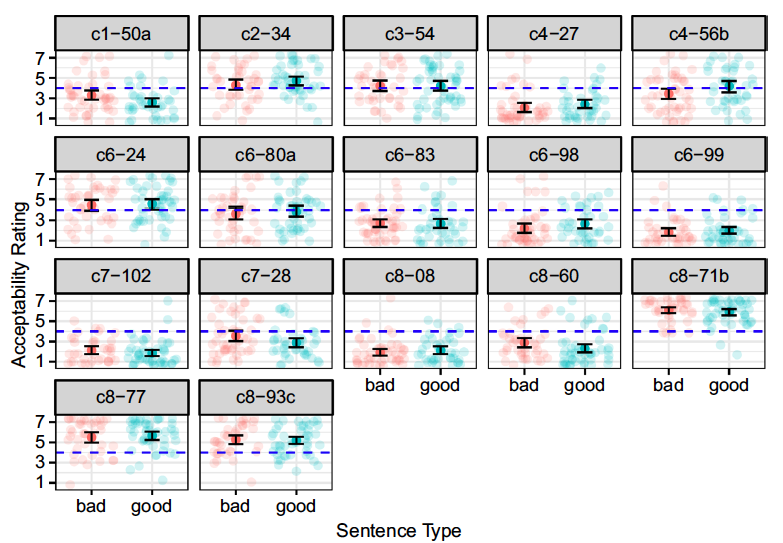 c1−50a c2−34 c3−54 c4−27 c4−56b
7
5
3
1
c6−24 c6−80a c6−83 c6−98 c6−99
7
5
3
1
c7−102 c7−28 c8−08 c8−60 c8−71b
7
5
3
1
bad good bad good bad good
c8−77 c8−93c
7
5
3
1
bad good bad good
Acceptability Rating
Sentence Type